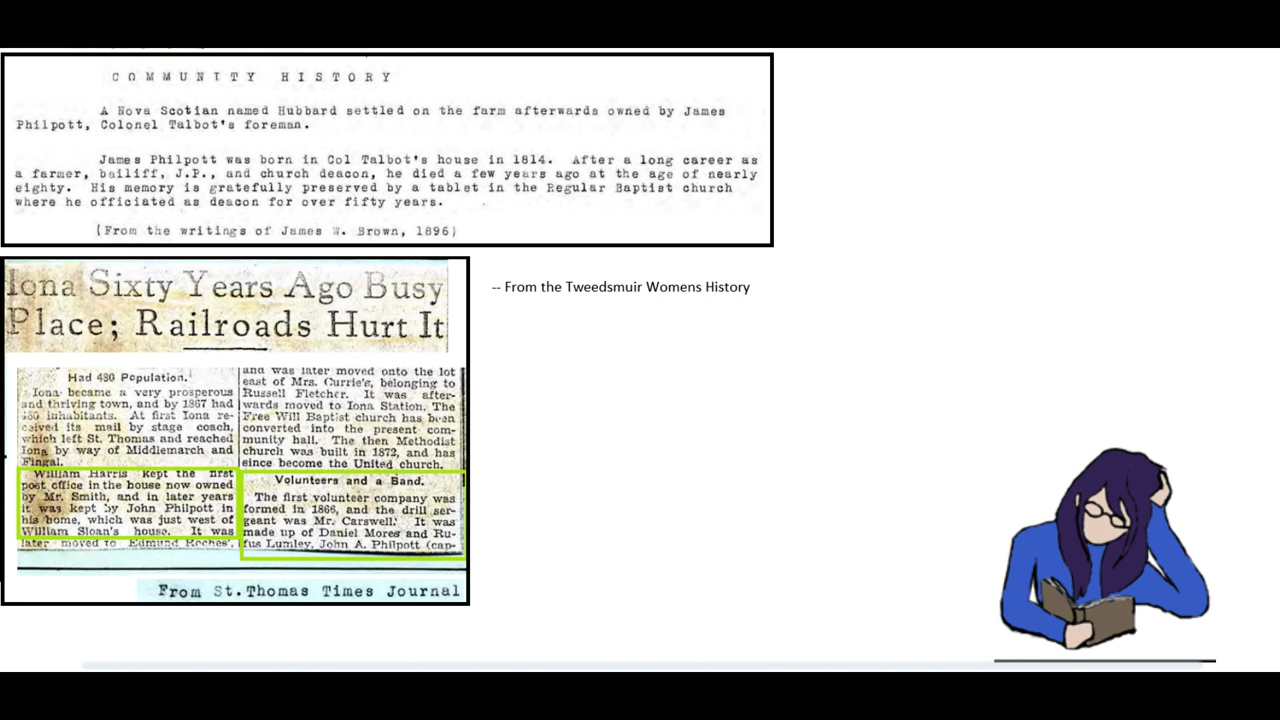 COMMUNITY HISTORY
A Nova Scotian named Hubbard settled on the farm afterwards owned by James
Philpott, Colonel Talbot's foreman.
James Philpott was born in Col Talbot's house in 1814. After a long career as
a farmer, bailiff, J.P., and church deacon, he died a few years ago at the age of nearly
eighty. His memory is gratefully preserved by a tablet in the Regular Baptist church
where he officiated as deacon for over fifty years.
(From the writings of James W. Brown, 1896)
Iona Sixty Years Ago Busy
Place; Railroads Hurt It
-- From the Tweedsmuir Womens History
Had 480 Population.
Iona became a very prosperous
and thriving town, and by 1867 had
480 inhabitants. At first Iona re-
ceived its mail by stage coach,
which left St. Thomas and reached
Iona by way of Middlemarch and
Fingal.
William Harris kept the first
post office in the house now owned
by Mr. Smith, and in later years
it was kept by John Philpott in
his home, which was just west of
William Sloan's house. It was
later moved to Edmund Roches',
and was later moved onto the lot
east of Mrs. Currie's, belonging to
Russell Fletcher. It was after-
wards moved to Iona Station. The
Free Will Baptist church has been
converted into the present com-
munity hall. The then Methodist
church was built in 1872, and has
since become the United church.
Volunteers and a Band.
The first volunteer company was
formed in 1866, and the drill ser-
geant was Mr. Carswell. It was
made up of Daniel Mores and Ru-
fus Lumley, John A. Philpott (cap-
From St.Thomas Times Journal